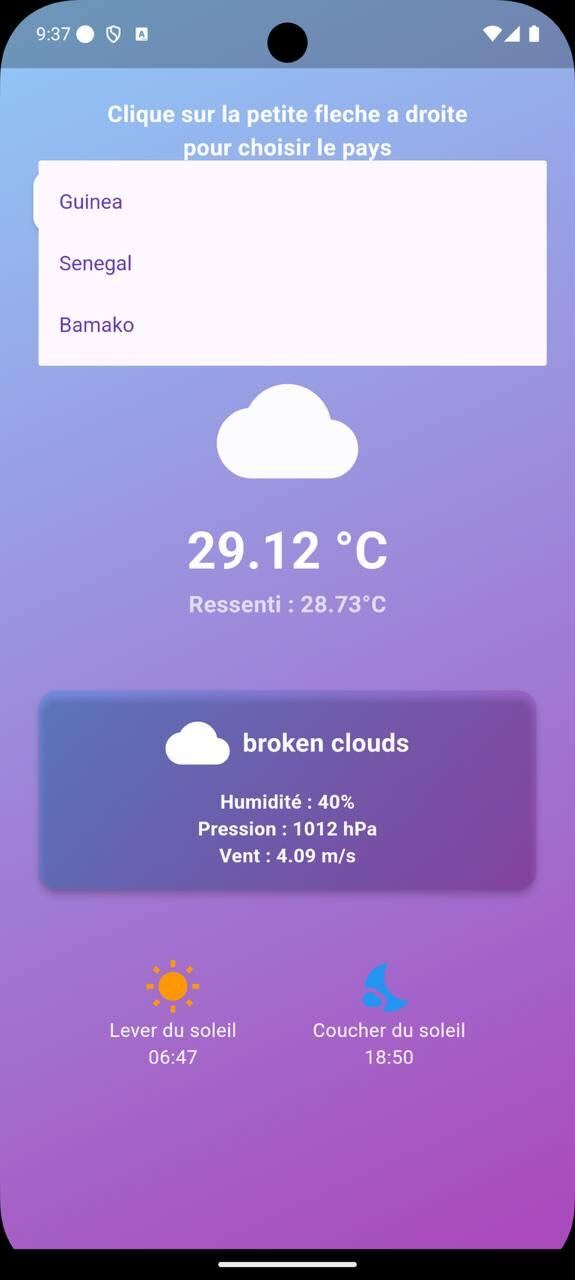 9:37
Clique sur la petite fleche a droite
pour choisir le pays
Guinea
Senegal
Bamako
29.12 °C
Ressenti : 28.73°C
broken clouds
Humidité : 40%
Pression : 1012 hPa
Vent : 4.09 m/s
Lever du soleil
06:47
Coucher du soleil
18:50